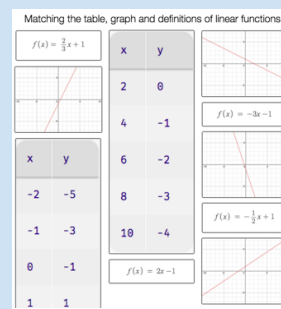 Matching the table, graph and definitions of linear functions
f(x) = 2/3x + 1
x y
2 0
4 -1
6 -2
8 -3
10 -4
f(x) = -3x - 1
x y
-2 -5
-1 -3
0 -1
1 1
f(x) = -1/2x + 1
f(x) = 2x - 1